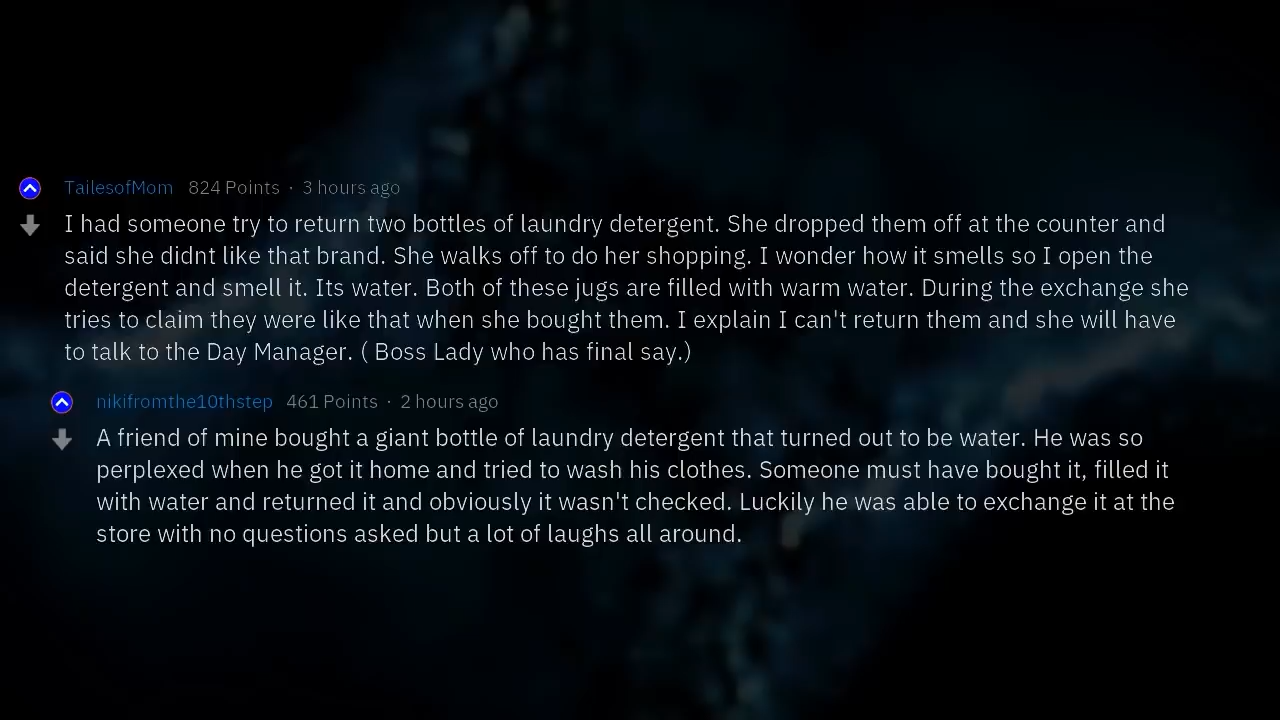 TailesofMom 824 Points · 3 hours ago
I had someone try to return two bottles of laundry detergent. She dropped them off at the counter and
said she didnt like that brand. She walks off to do her shopping. I wonder how it smells so I open the
detergent and smell it. Its water. Both of these jugs are filled with warm water. During the exchange she
tries to claim they were like that when she bought them. I explain I can't return them and she will have
to talk to the Day Manager. ( Boss Lady who has final say.)
nikifromthe10thstep 461 Points · 2 hours ago
A friend of mine bought a giant bottle of laundry detergent that turned out to be water. He was so
perplexed when he got it home and tried to wash his clothes. Someone must have bought it, filled it
with water and returned it and obviously it wasn't checked. Luckily he was able to exchange it at the
store with no questions asked but a lot of laughs all around.